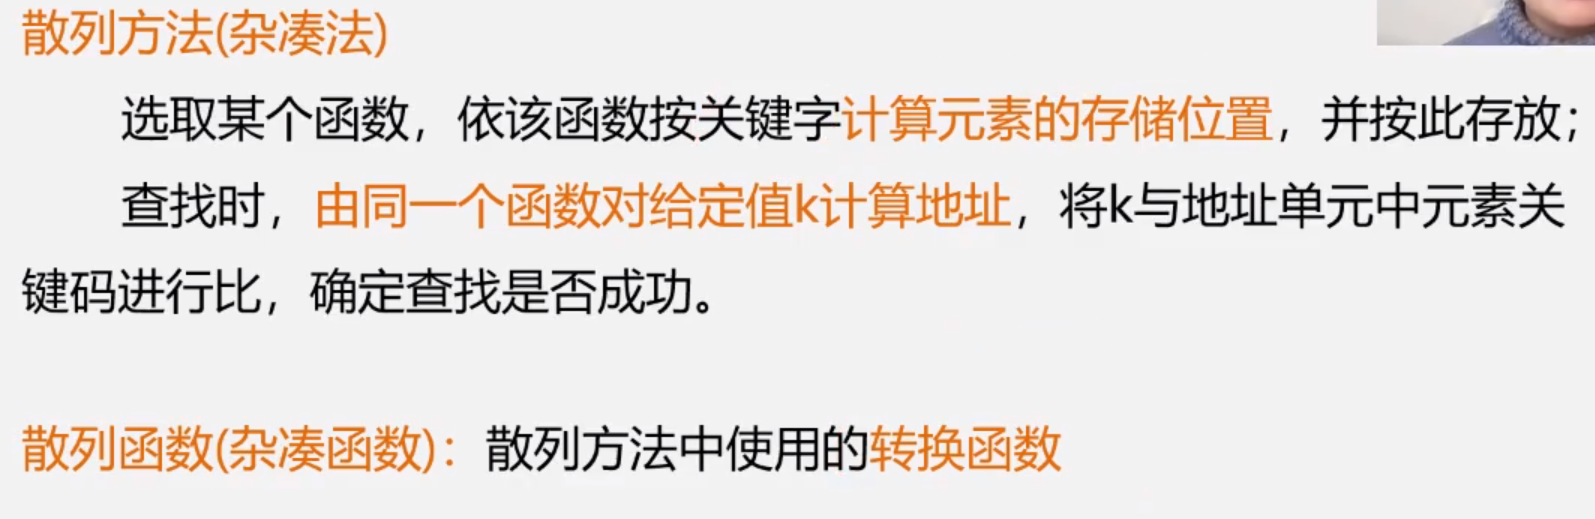 散列方法(杂凑法)
选取某个函数，依该函数按关键字计算元素的存储位置，并按此存放；
查找时，由同一个函数对给定值k计算地址，将k与地址单元中元素关
键码进行比，确定查找是否成功。
散列函数(杂凑函数)：散列方法中使用的转换函数